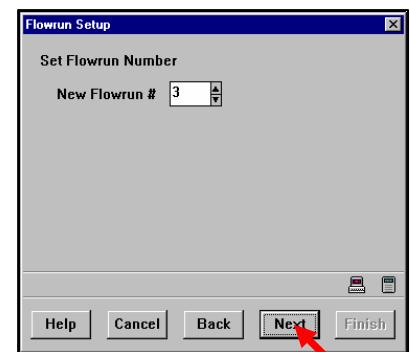 Flowrun Setup
Set Flowrun Number
New Flowrun # 3
Help Cancel Back Next Finish